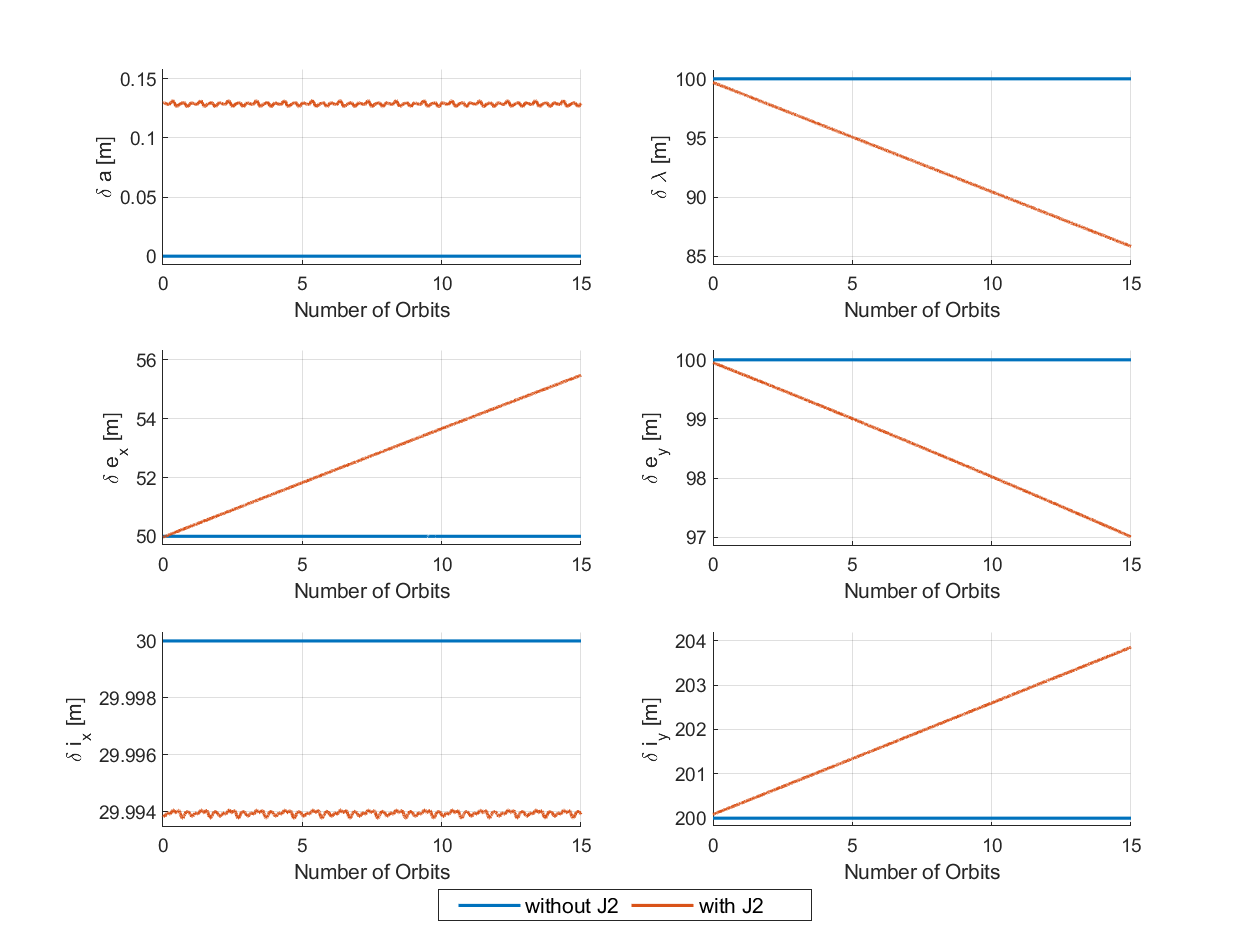 δ a [m]
0.15
0.1
0.05
0
0 5 10 15
Number of Orbits
δ λ [m]
100
95
90
85
0 5 10 15
Number of Orbits
δ e_x [m]
56
54
52
50
0 5 10 15
Number of Orbits
δ e_y [m]
100
99
98
97
0 5 10 15
Number of Orbits
δ i_x [m]
30
29.998
29.996
29.994
0 5 10 15
Number of Orbits
δ i_y [m]
204
203
202
201
200
0 5 10 15
Number of Orbits
without J2 with J2